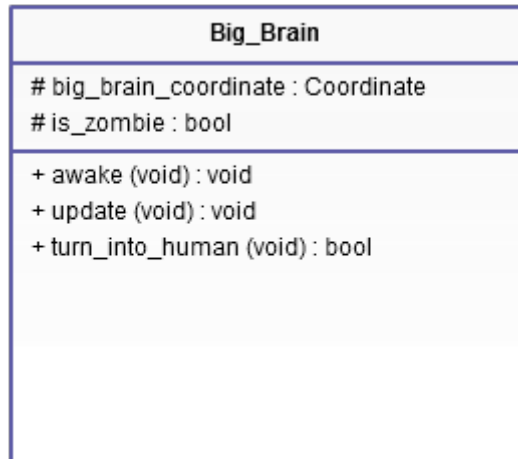 Big_Brain
# big_brain_coordinate : Coordinate
# is_zombie : bool
+ awake (void) : void
+ update (void) : void
+ turn_into_human (void) : bool